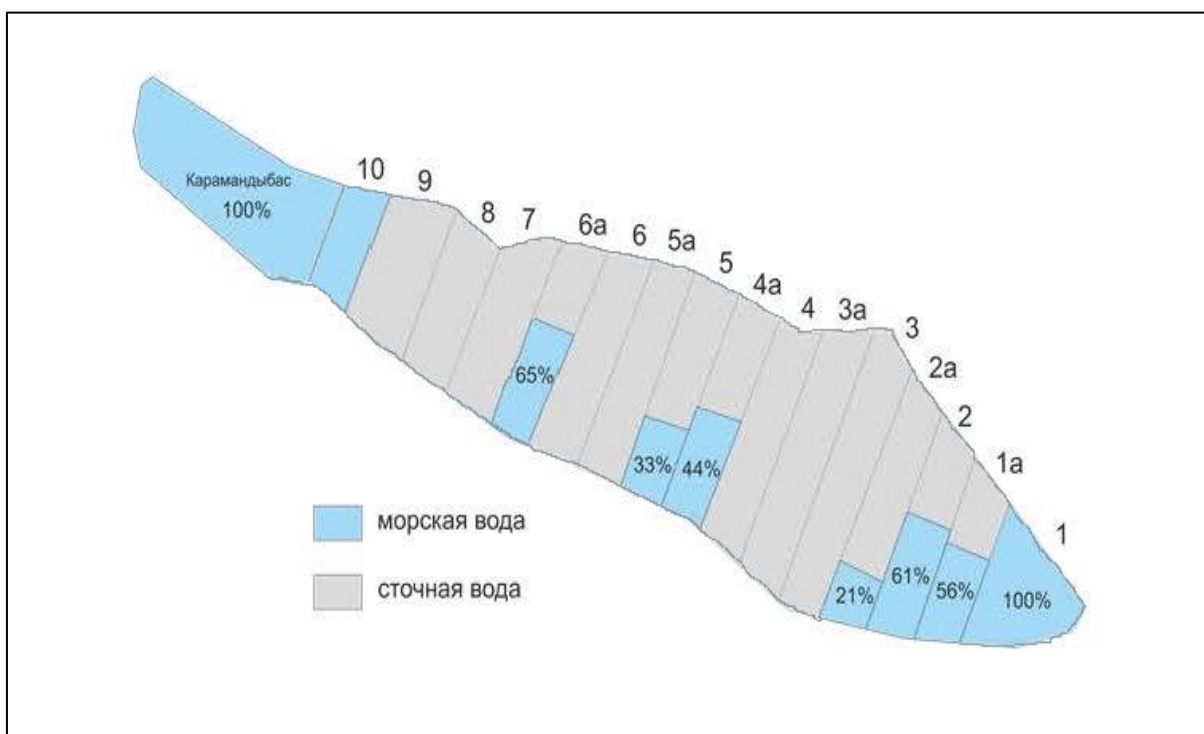 Карамандыбас
100%
10
9
8
7
6а
6
5а
5
4а
4
3а
3
2а
2
1а
1
65%
33%
44%
21%
61%
56%
100%
морская вода
сточная вода